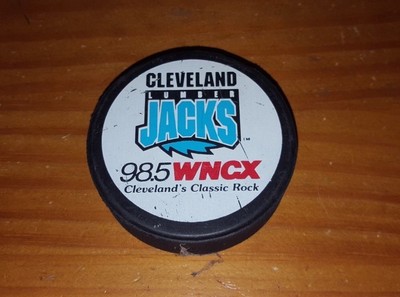 CLEVELAND
LUMBER
JACKS
98.5 WNCX
Cleveland's Classic Rock